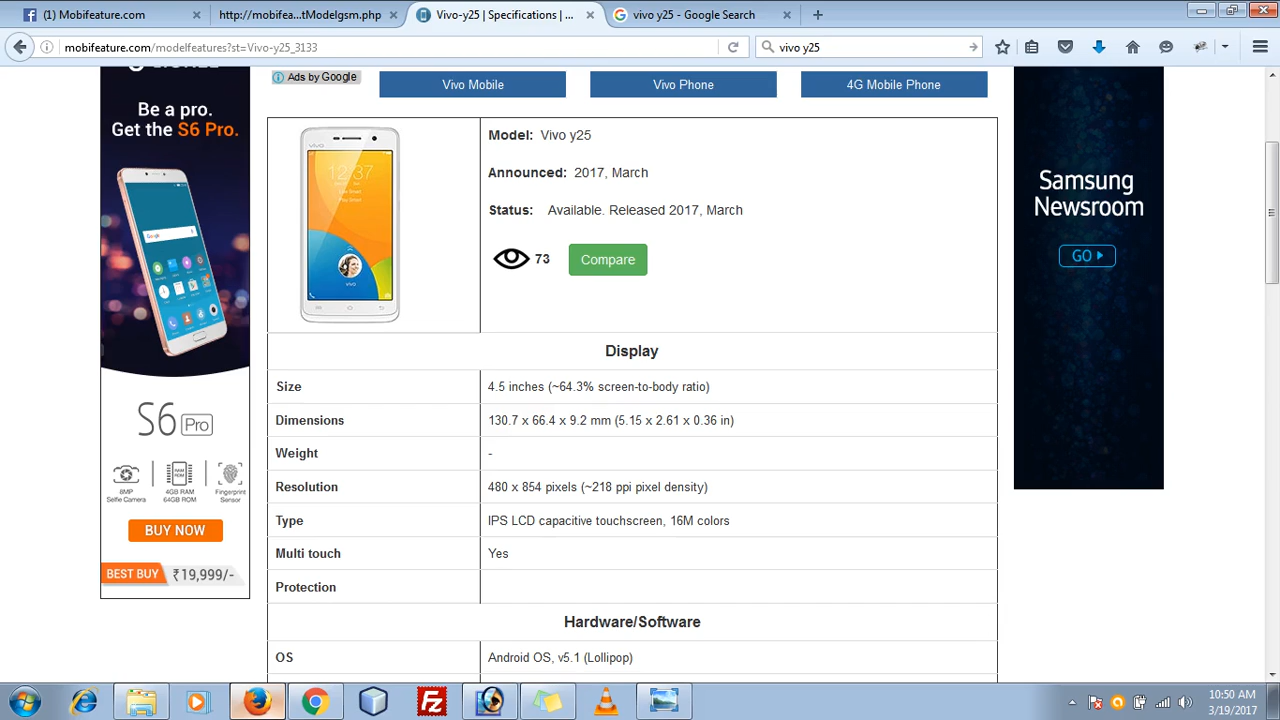 (1) Mobifeature.com
http://mobifea...tModelgsm.php
Vivo-y25 | Specifications | ...
vivo y25 - Google Search
mobifeature.com/modelfeatures?st=Vivo-y25_3133
vivo y25
Ads by Google
Vivo Mobile
Vivo Phone
4G Mobile Phone
Be a pro.
Get the S6 Pro.
Google
S6 Pro
8MP
Selfie Camera
4GB RAM
64GB ROM
Fingerprint
Sensor
BUY NOW
BEST BUY ₹19,999/-
vivo
12:37
vivo
Model: Vivo y25
Announced: 2017, March
Status: Available. Released 2017, March
73
Compare
Display
Size 4.5 inches (~64.3% screen-to-body ratio)
Dimensions 130.7 x 66.4 x 9.2 mm (5.15 x 2.61 x 0.36 in)
Weight -
Resolution 480 x 854 pixels (~218 ppi pixel density)
Type IPS LCD capacitive touchscreen, 16M colors
Multi touch Yes
Protection
Hardware/Software
OS Android OS, v5.1 (Lollipop)
Samsung
Newsroom
GO
10:50 AM
3/19/2017